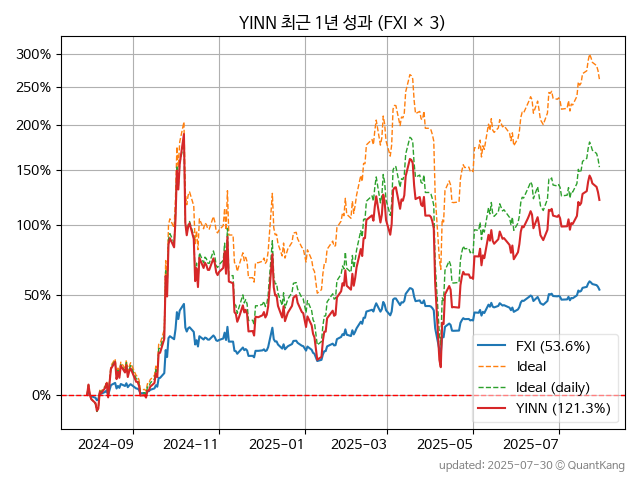 YINN 최근 1년 성과 (FXI × 3)
300%
250%
200%
150%
100%
50%
0%
FXI (53.6%)
Ideal
Ideal (daily)
YINN (121.3%)
2024-09 2024-11 2025-01 2025-03 2025-05 2025-07
updated: 2025-07-30 © QuantKang